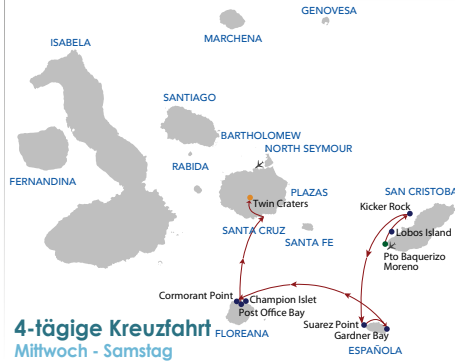 GENOVESA
MARCHENA
ISABELA
SANTIAGO
BARTHOLOMEW
NORTH SEYMOUR
RABIDA
FERNANDINA
PLAZAS
Twin Craters
SAN CRISTOBA
Kicker Rock
Lobos Island
SANTA CRUZ
SANTA FE
Pto Baquerizo
Moreno
Cormorant Point
Champion Islet
Post Office Bay
FLOREANA
Suarez Point
Gardner Bay
ESPAÑOLA
4-tägige Kreuzfahrt
Mittwoch - Samstag